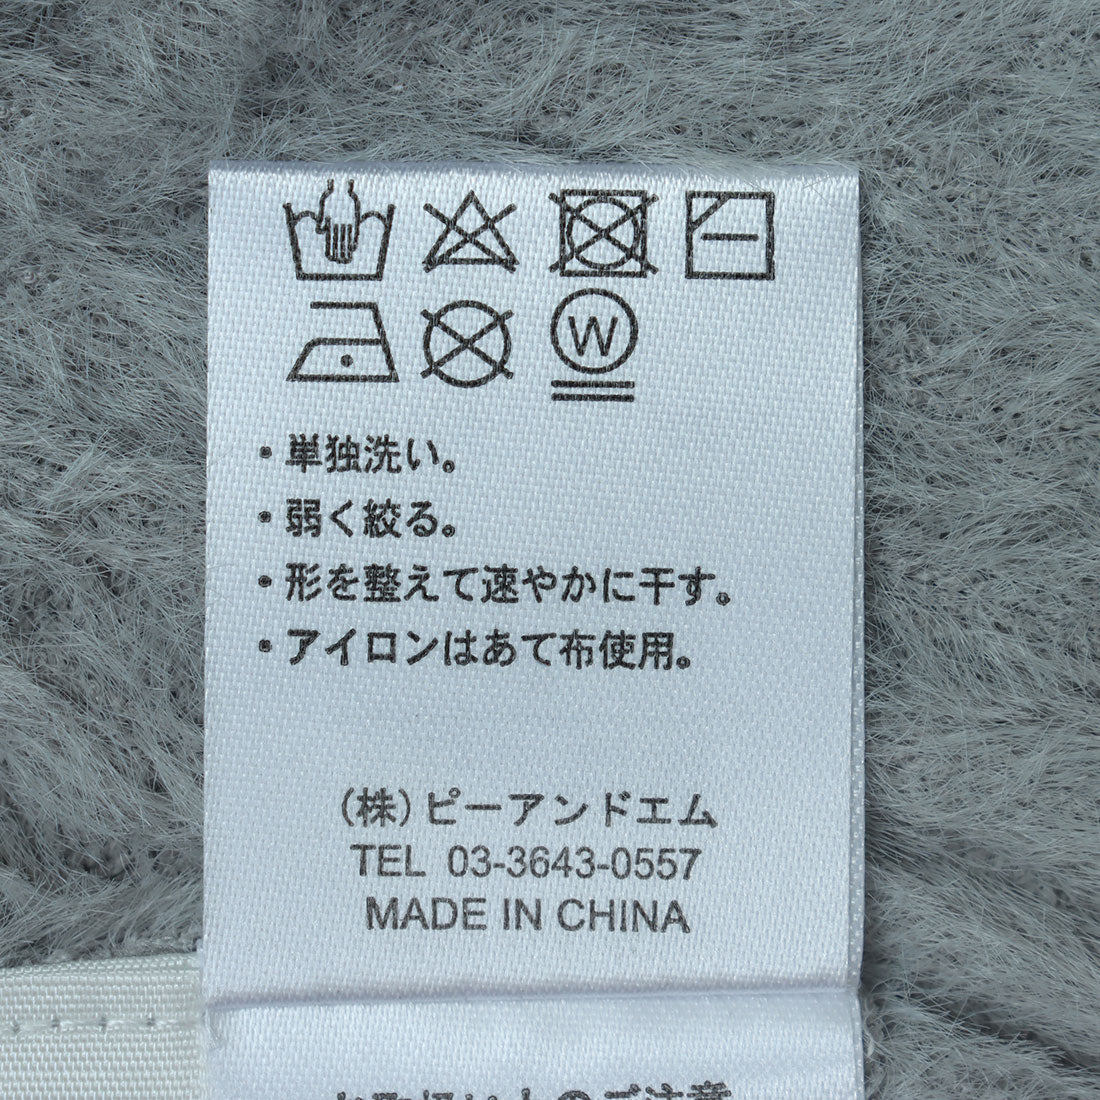 W
・単独洗い。
・弱く絞る。
・形を整えて速やかに干す。
・アイロンはあて布使用。
(株)ピーアンドエム
TEL 03-3643-0557
MADE IN CHINA